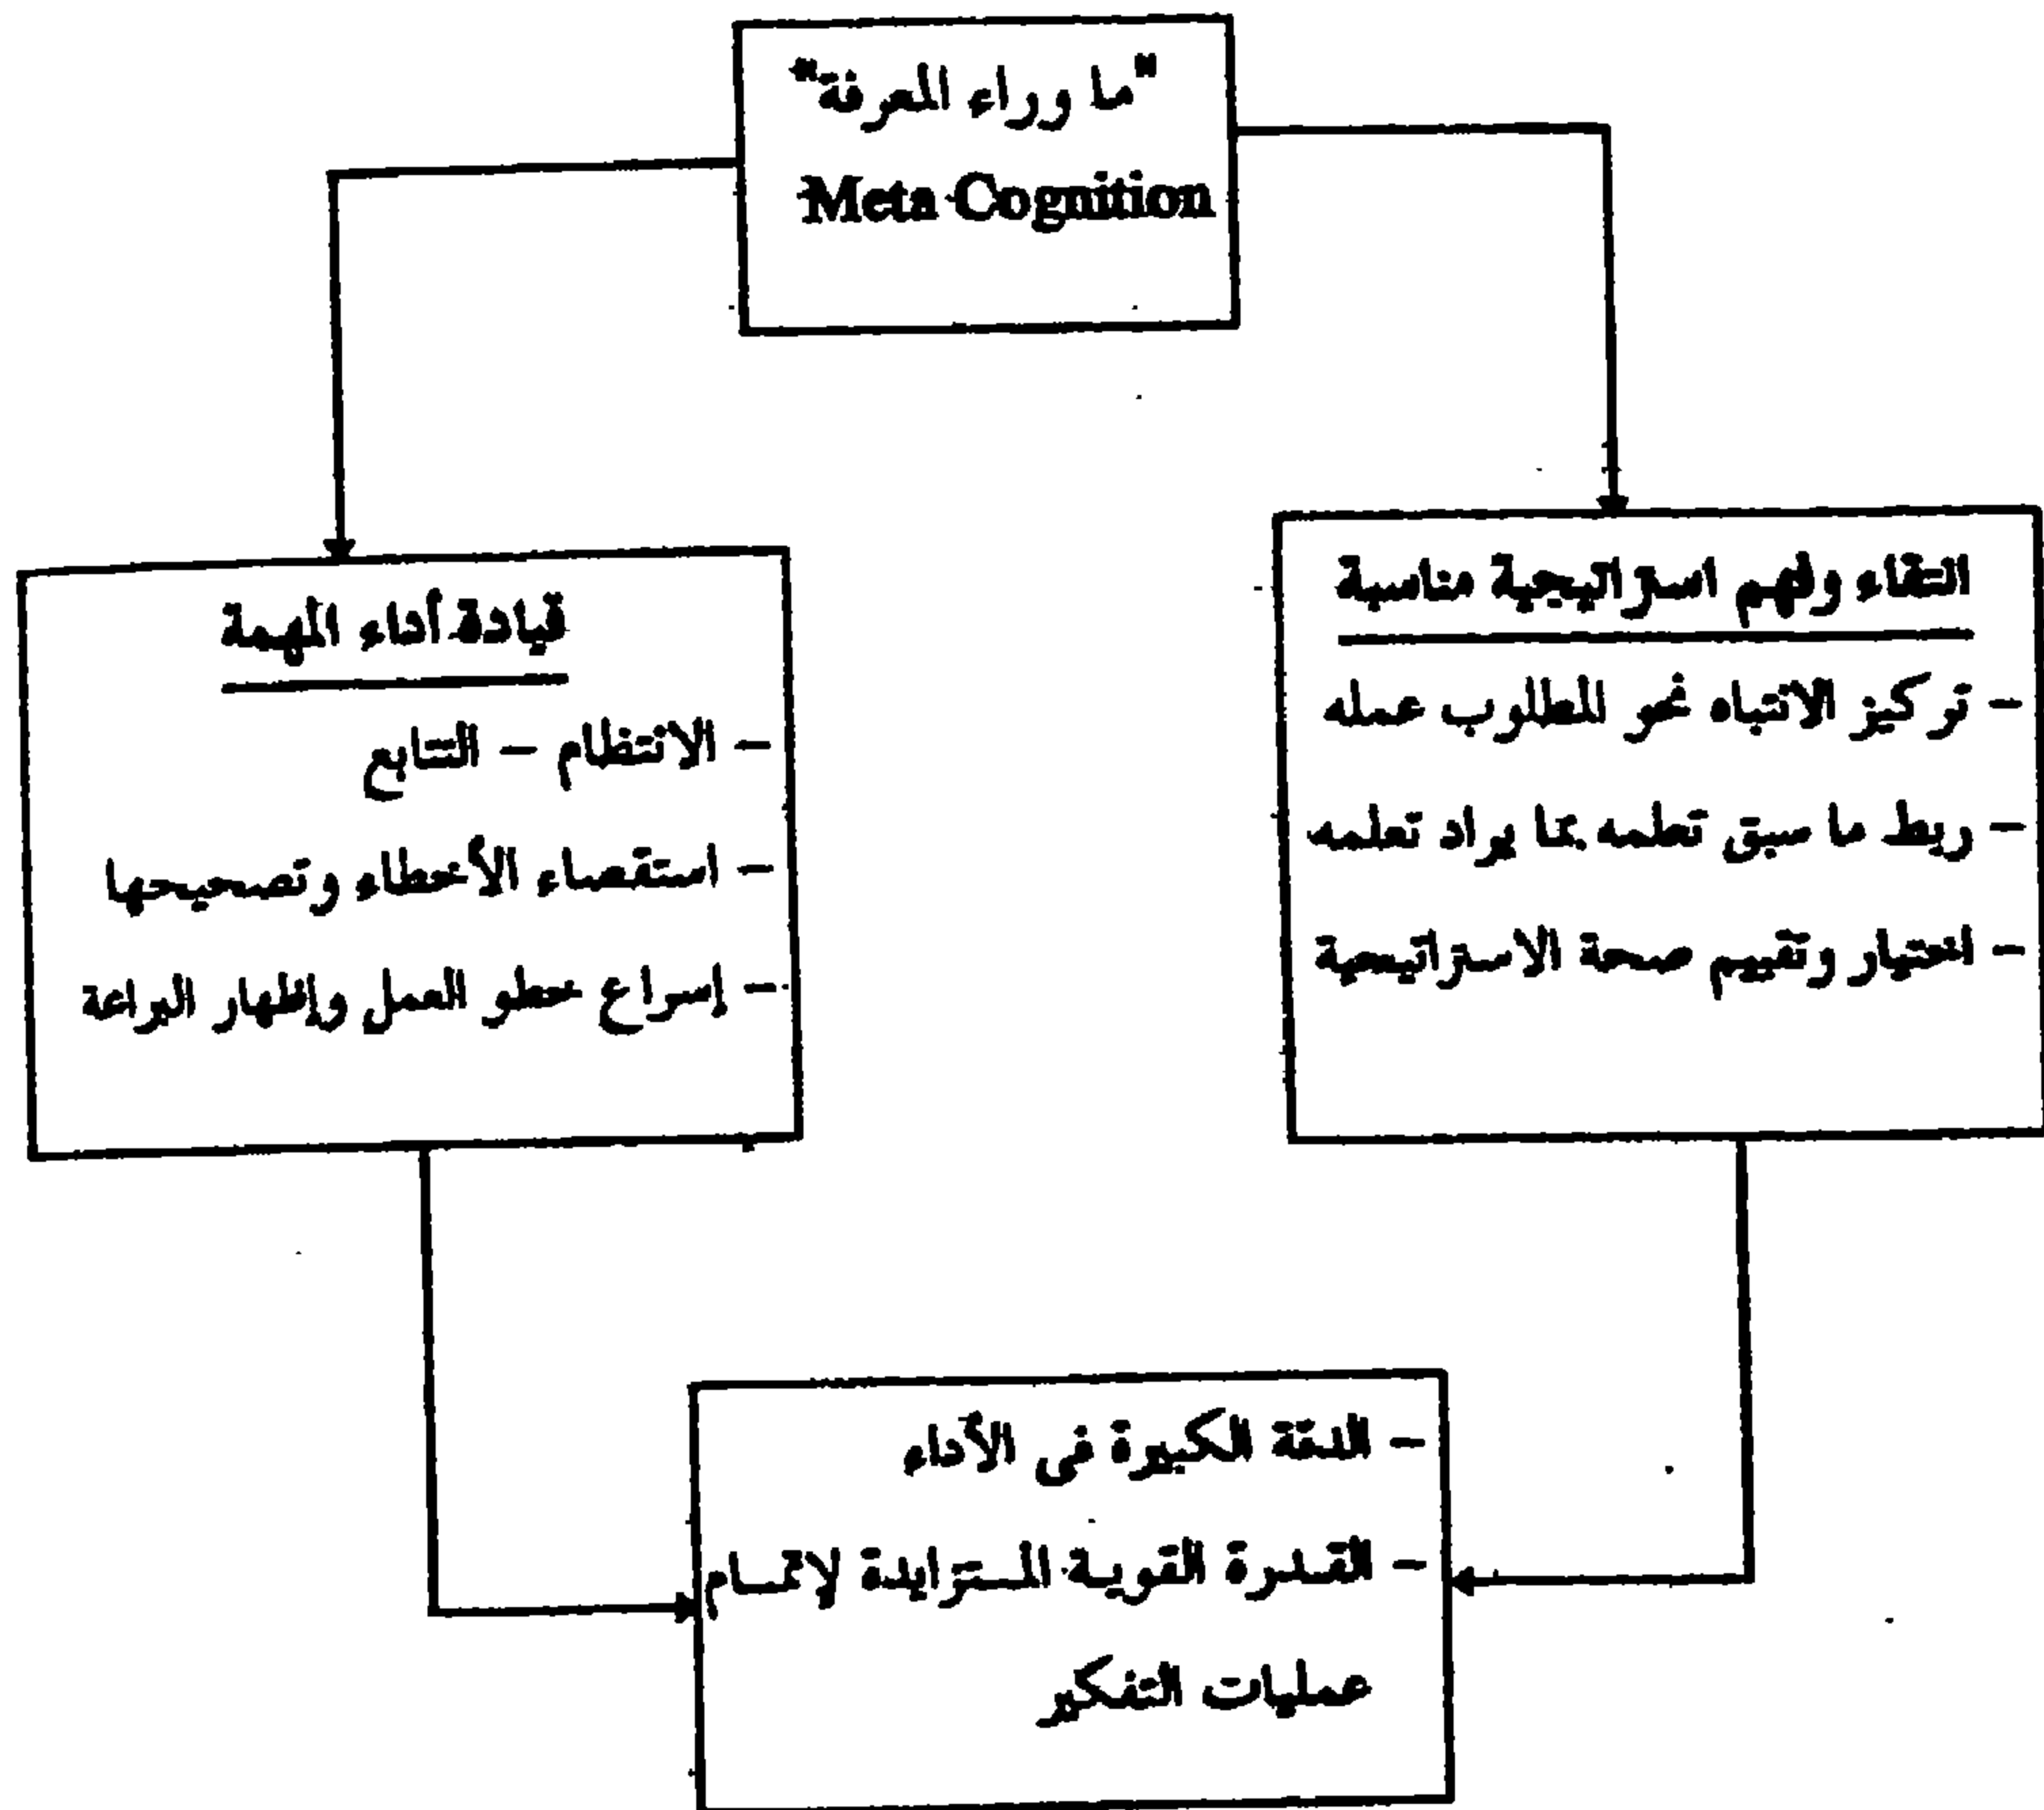 "ما وراء المعرفة"
Meta Cognition
انتقاء وفهم استراتيجية مناسبة
- تركيز الانتباه نحو المطلوب عمله
- ربط ما سبق تعلمه بما يراد تعلمه
- اختيار وتقييم صحة الاستراتيجية
قيادة أداء المهمة
- الانتظام - التتابع
- استقصاء الأخطاء وتصحيحها
- إسراع خطو العمل وإظهار البراعة
- الثقة الكبيرة فى الأداء
- القدرة القوية المتزايدة لإتمام
عمليات التفكير